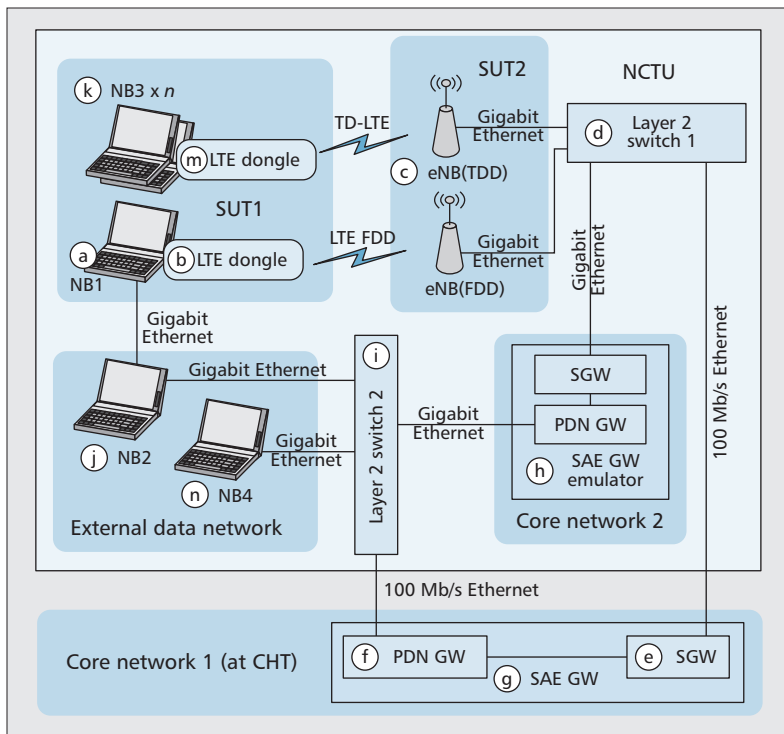 k NB3 x n
SUT2
NCTU
TD-LTE
Gigabit
Ethernet
d Layer 2
switch 1
m LTE dongle
c eNB(TDD)
SUT1
LTE FDD
a
b LTE dongle
NB1
Gigabit
Ethernet
eNB(FDD)
Gigabit
Ethernet
100 Mb/s Ethernet
Gigabit
Ethernet
i
Layer 2 switch 2
Gigabit Ethernet
SGW
Gigabit
Ethernet
PDN GW
j NB2
Gigabit
Ethernet
n NB4
h SAE GW
emulator
External data network
Core network 2
100 Mb/s Ethernet
Core network 1 (at CHT)
f PDN GW
e SGW
g SAE GW